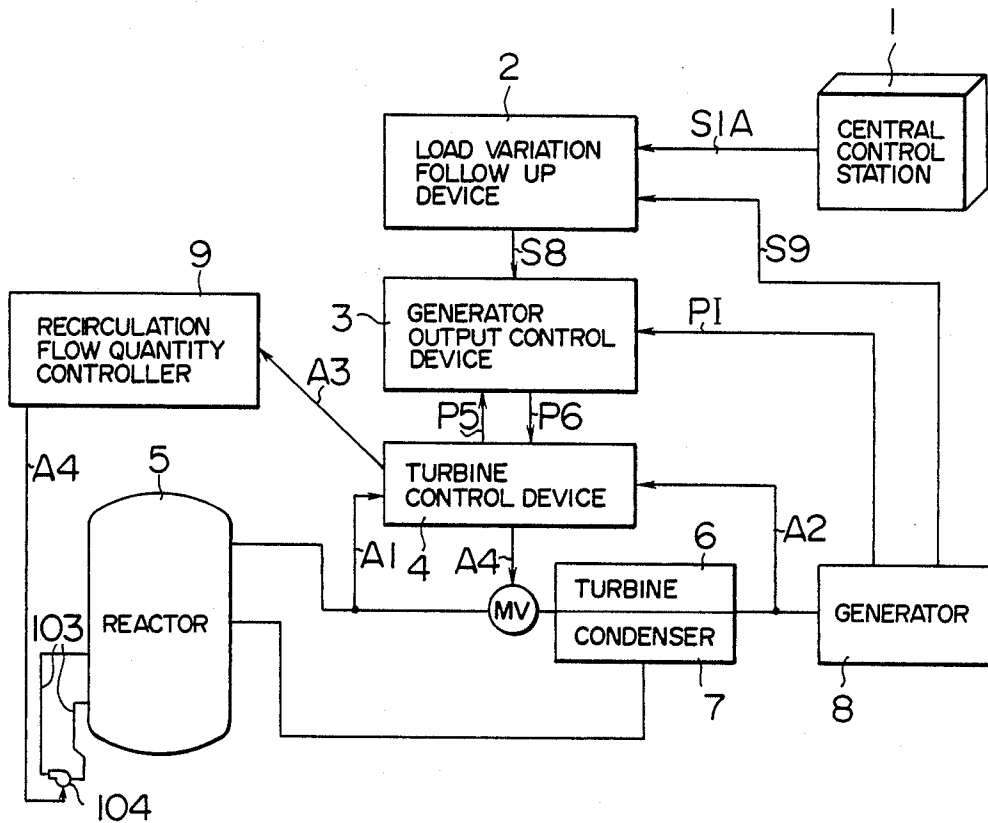 1
2
S1A
CENTRAL
CONTROL
STATION
LOAD VARIATION
FOLLOW UP
DEVICE
S9
S8
9
3
GENERATOR
OUTPUT CONTROL
DEVICE
P1
RECIRCULATION
FLOW QUANTITY
CONTROLLER
A3
P5
P6
A4
5
TURBINE
CONTROL DEVICE
A1
4
A4
6
A2
MV
TURBINE
CONDENSER
GENERATOR
REACTOR
103
7
8
104